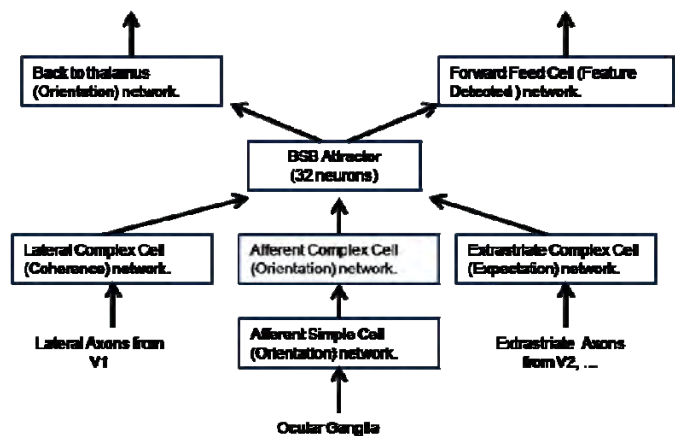 Back to thalamus
(Orientation) network.
Forward Feed Cell (Feature
Detected ) network.
BSB Attractor
(32 neurons)
Lateral Complex Cell
(Coherence) network.
Afferent Complex Cell
(Orientation) network.
Extrastriate Complex Cell
(Expectation) network.
Lateral Axons from
V1
Afferent Simple Cell
(Orientation) network.
Extrastriate Axons
from V2, ...
Ocular Ganglia